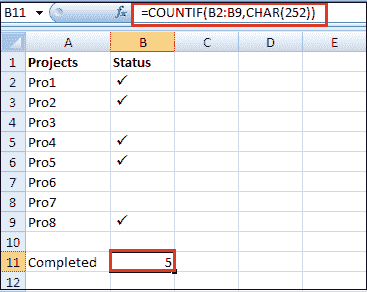 B11 fx =COUNTIF(B2:B9,CHAR(252))
A B C D E
1 Projects Status
2 Pro1 ✓
3 Pro2 ✓
4 Pro3
5 Pro4 ✓
6 Pro5 ✓
7 Pro6
8 Pro7
9 Pro8 ✓
10
11 Completed 5
12